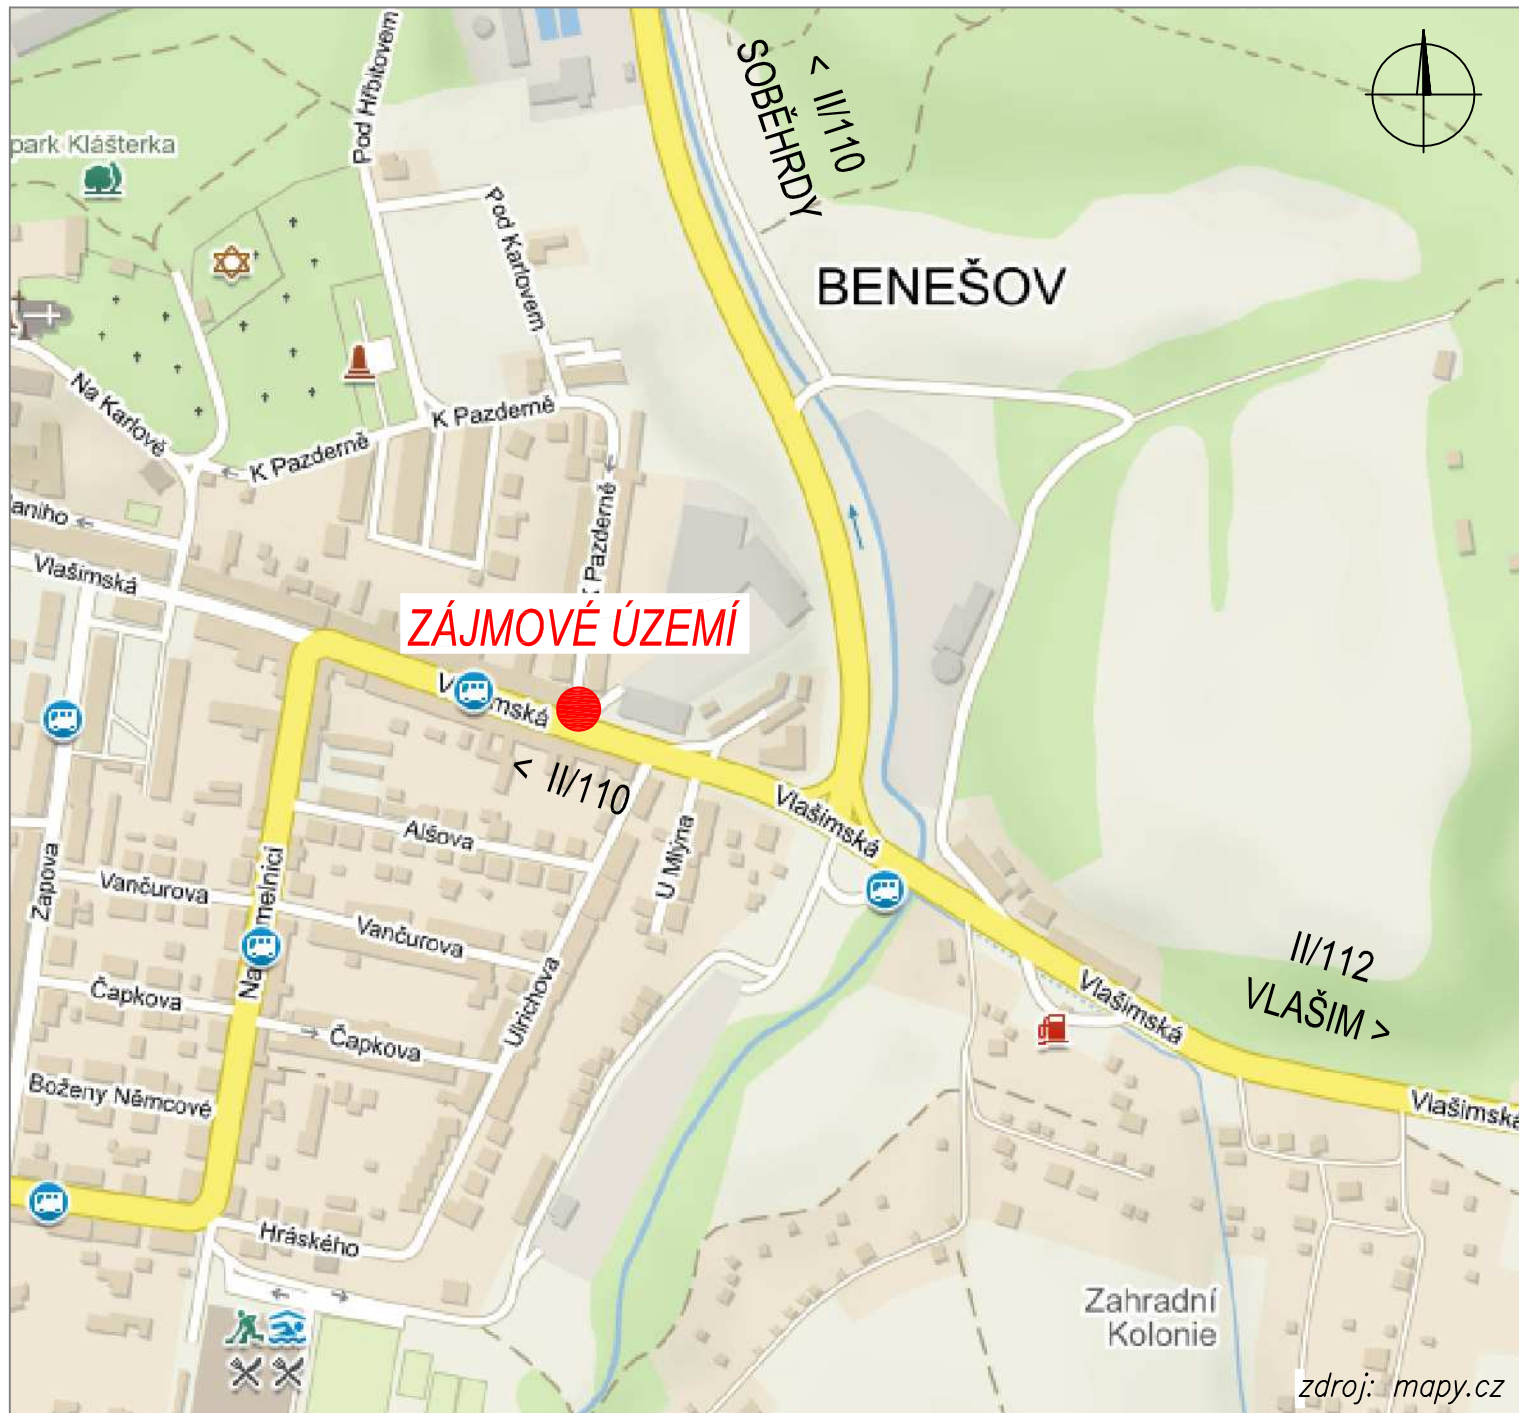 Pod Hřbitovem
< II/110
SOBĚHRDY
park Klášterka
Pod Karlovem
BENEŠOV
Na Karlově
K Pazderně
K Pazderně
K Pazderně
Vlašimská
ZÁJMOVÉ ÚZEMÍ
< II/110
Vlašimská
Alšova
U Mlýna
Zapova
Vančurova
Vančurova
II/112
VLAŠIM >
Čapkova
Čapkova
Ulrichova
Vlašimská
Boženy Němcové
Vlašimská
Hráského
Zahradní
Kolonie
zdroj: mapy.cz